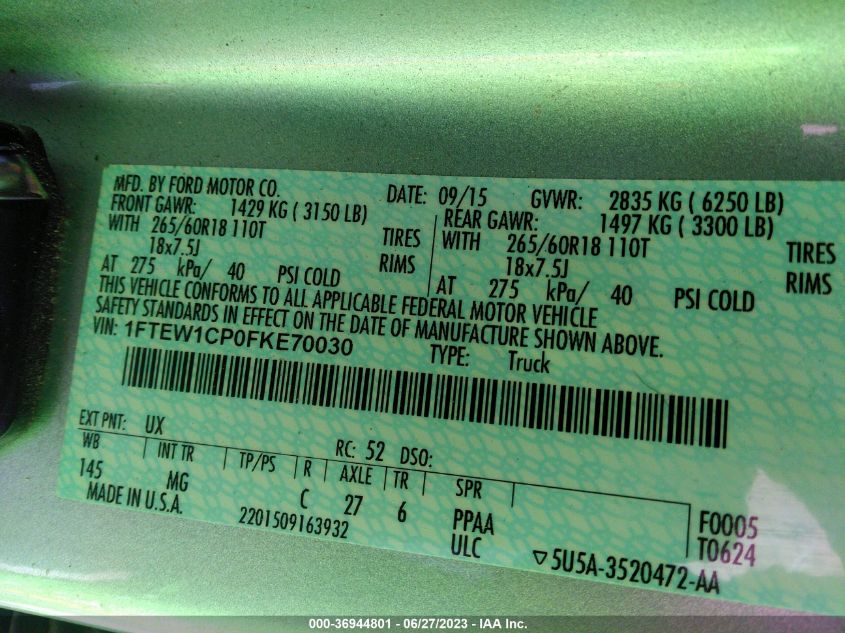 MFD. BY FORD MOTOR CO. DATE: 09/15 GVWR: 2835 KG ( 6250 LB)
FRONT GAWR: 1429 KG ( 3150 LB) REAR GAWR: 1497 KG ( 3300 LB)
WITH 265/60R18 110T TIRES WITH 265/60R18 110T TIRES
18x7.5J RIMS 18x7.5J RIMS
AT 275 kPa/ 40 PSI COLD AT 275 kPa/ 40 PSI COLD
THIS VEHICLE CONFORMS TO ALL APPLICABLE FEDERAL MOTOR VEHICLE
SAFETY STANDARDS IN EFFECT ON THE DATE OF MANUFACTURE SHOWN ABOVE.
VIN: 1FTEW1CP0FKE70030 TYPE: Truck
EXT PNT: UX RC: 52 DSO:
WB INT TR TP/PS R AXLE TR SPR
145 MG C 27 6 PPAA F0005
MADE IN U.S.A. 2201509163932 ULC T0624
▽5U5A-3520472-AA
000-36944801 - 06/27/2023 - IAA Inc.